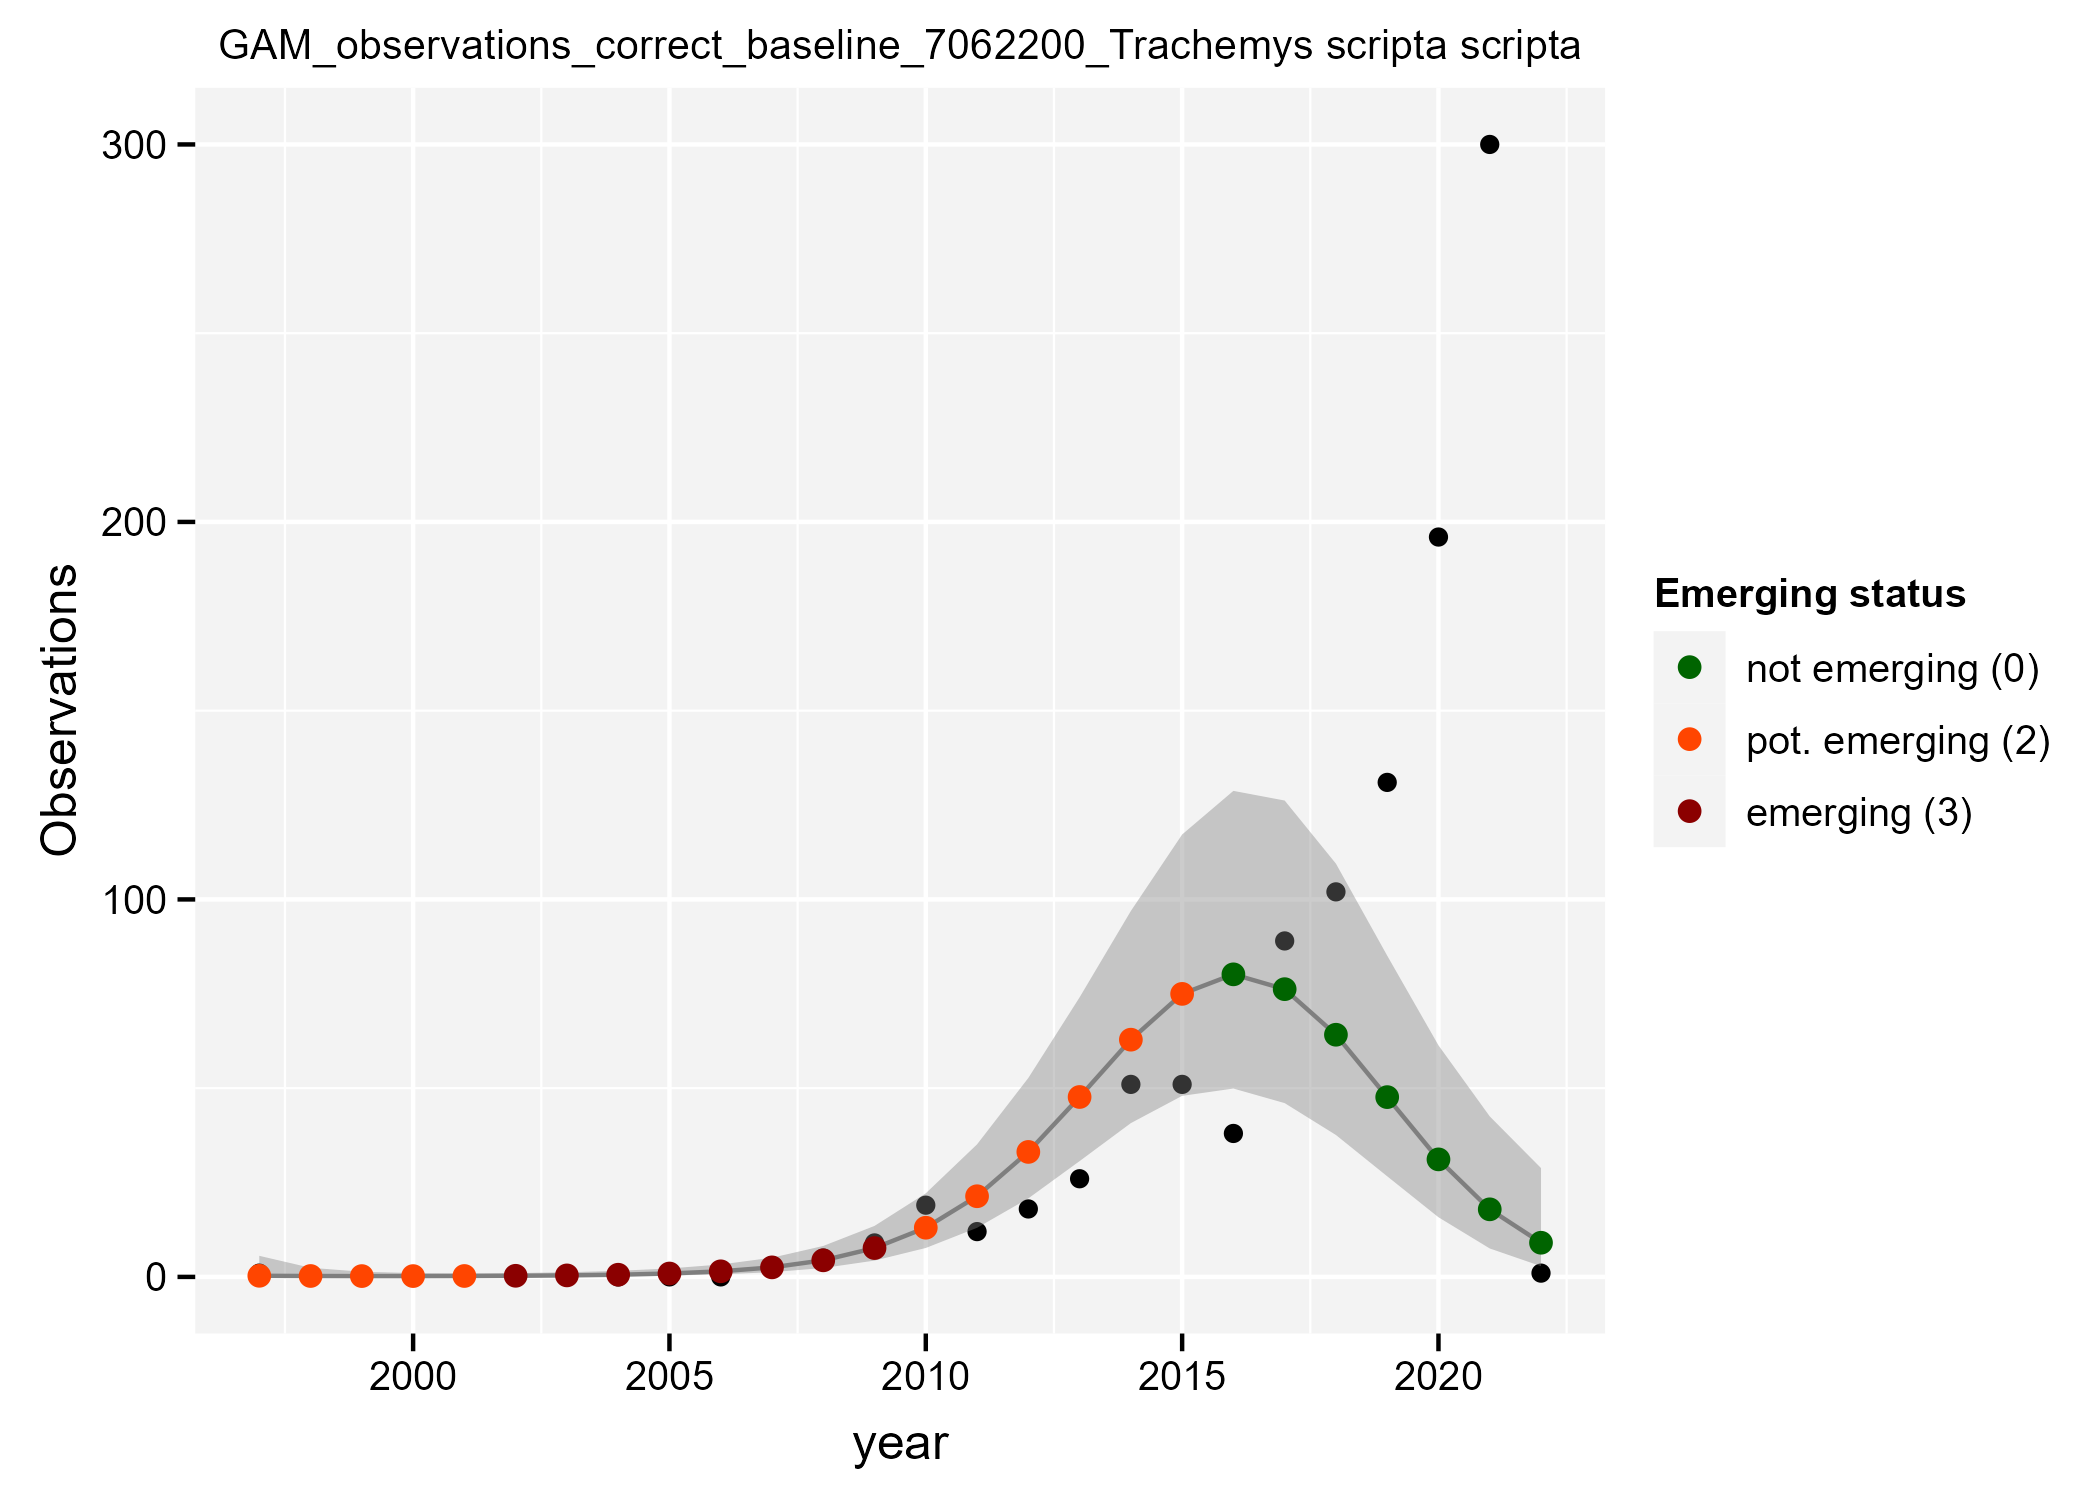 GAM_observations_correct_baseline_7062200_Trachemys scripta scripta
300
200
100
0
Observations
2000
2005
2010
2015
2020
year
Emerging status
not emerging (0)
pot. emerging (2)
emerging (3)